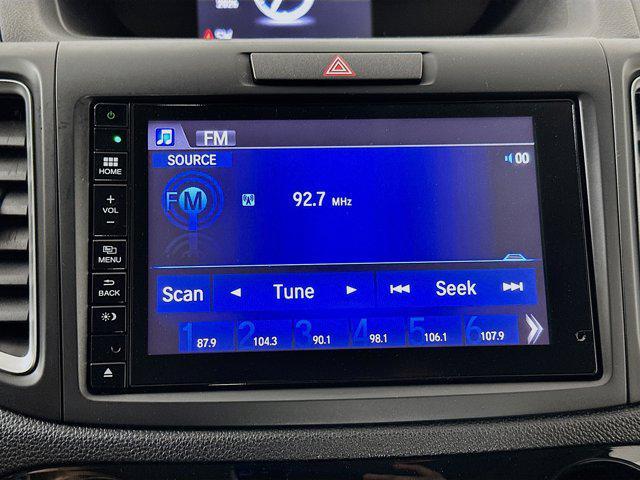 FM
SOURCE
00
FM
92.7 MHz
HOME
+
VOL
−
MENU
BACK
Scan Tune Seek
1 87.9 2 104.3 3 90.1 4 98.1 5 106.1 6 107.9